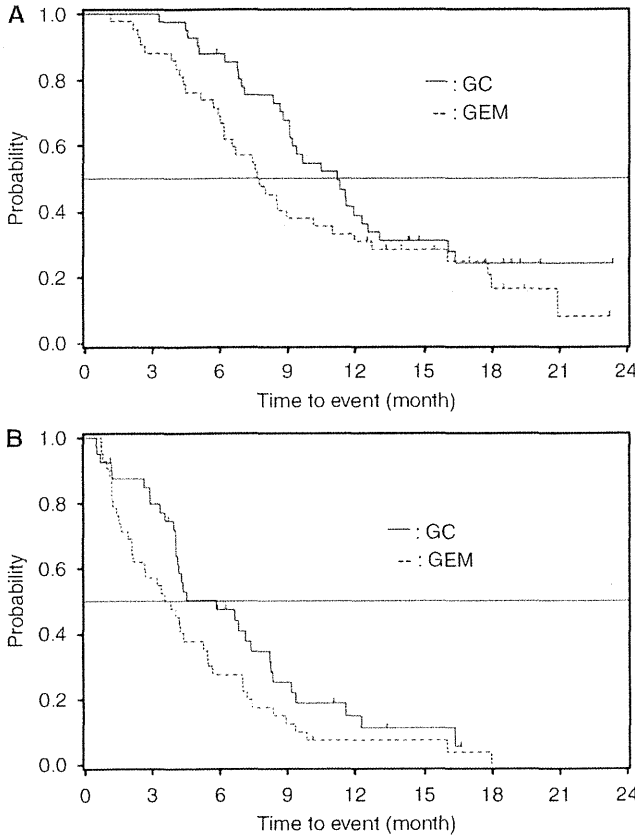 A
1.0
0.8
0.6
0.4
0.2
0.0
Probability
: GC
: GEM
0 3 6 9 12 15 18 21 24
Time to event (month)
B
1.0
0.8
0.6
0.4
0.2
0.0
Probability
: GC
: GEM
0 3 6 9 12 15 18 21 24
Time to event (month)